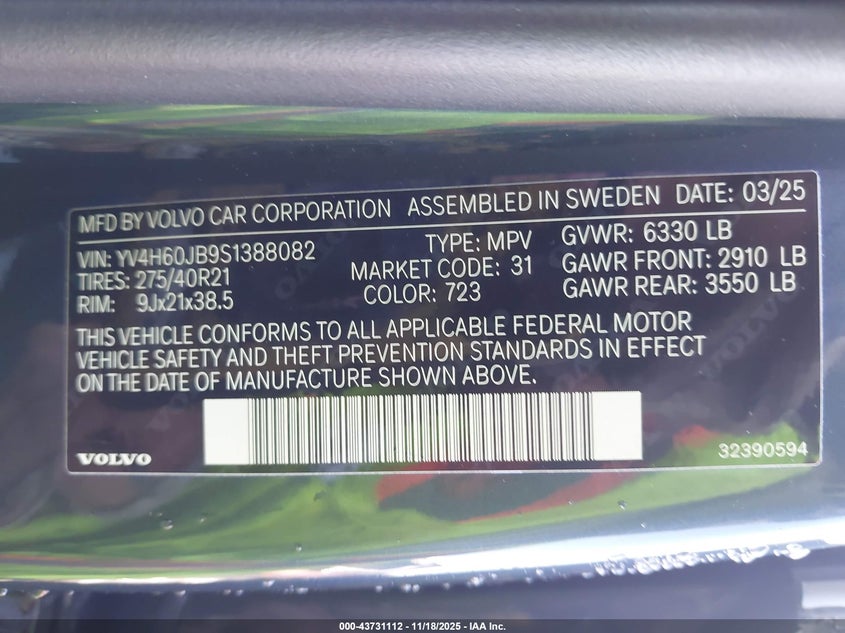 MFD BY VOLVO CAR CORPORATION ASSEMBLED IN SWEDEN DATE: 03/25
VIN: YV4H60JB9S1388082 TYPE: MPV GVWR: 6330 LB
TIRES: 275/40R21 MARKET CODE: 31 GAWR FRONT: 2910 LB
RIM: 9Jx21x38.5 COLOR: 723 GAWR REAR: 3550 LB
THIS VEHICLE CONFORMS TO ALL APPLICABLE FEDERAL MOTOR
VEHICLE SAFETY AND THEFT PREVENTION STANDARDS IN EFFECT
ON THE DATE OF MANUFACTURE SHOWN ABOVE.
VOLVO 32390594
000-43731112 - 11/18/2025 - IAA Inc.